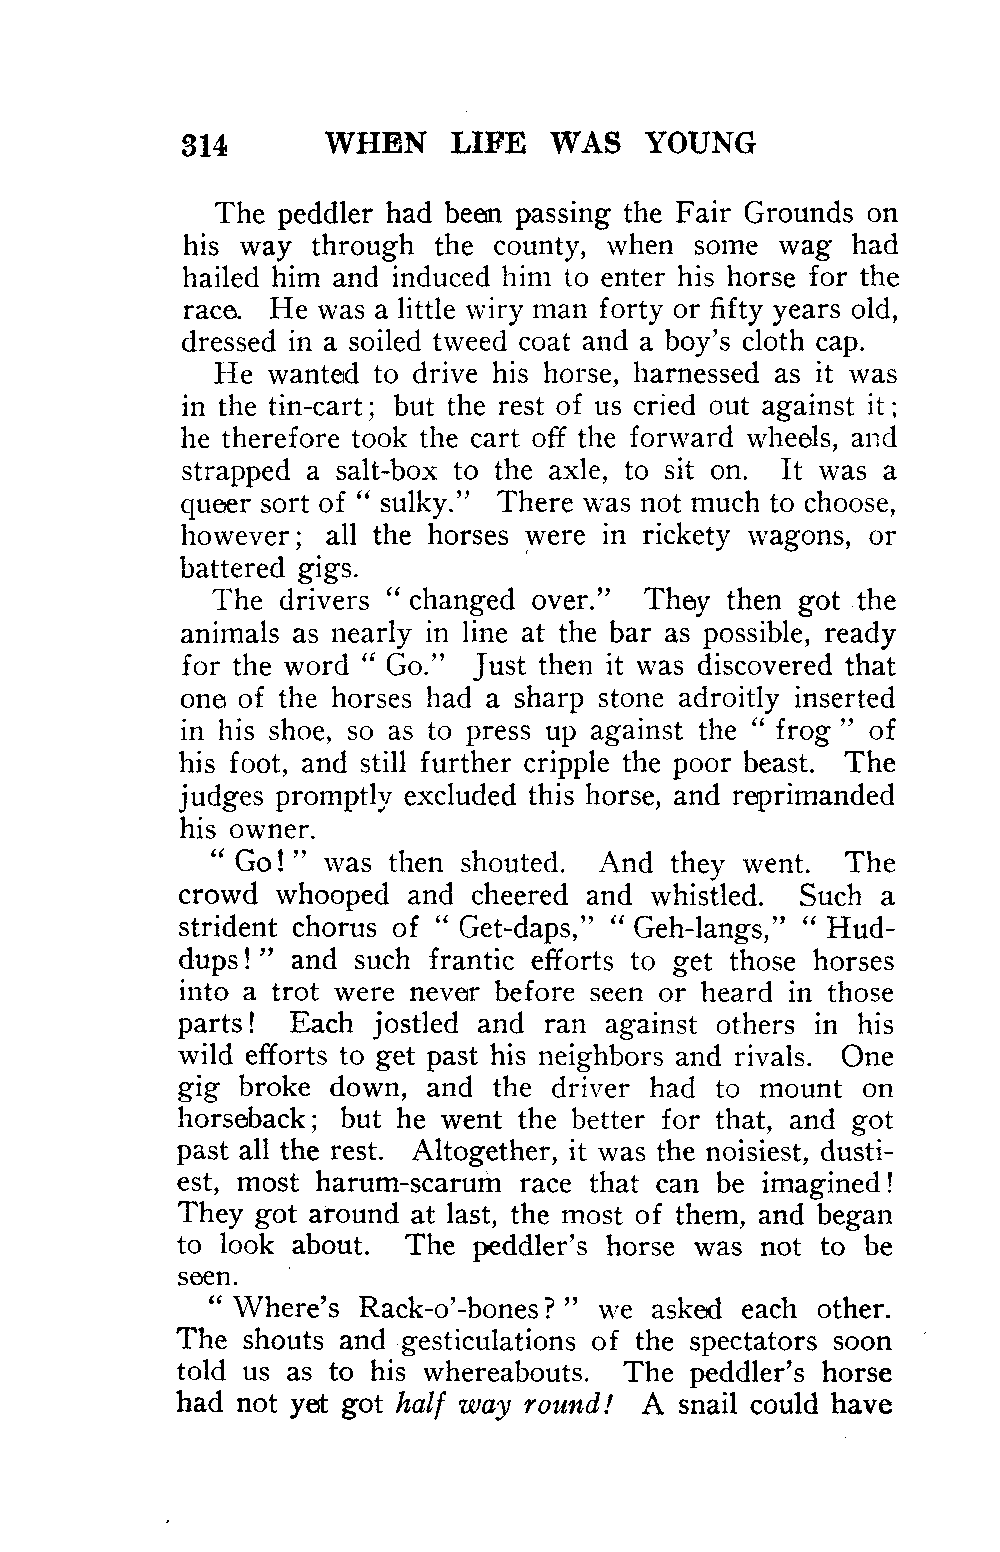 314 WHEN LIFE WAS YOUNG
The peddler had been passing the Fair Grounds on
his way through the county, when some wag had
hailed him and induced him to enter his horse for the
race. He was a little wiry man forty or fifty years old,
dressed in a soiled tweed coat and a boy's cloth cap.
He wanted to drive his horse, harnessed as it was
in the tin-cart; but the rest of us cried out against it;
he therefore took the cart off the forward wheels, and
strapped a salt-box to the axle, to sit on. It was a
queer sort of " sulky." There was not much to choose,
however; all the horses were in rickety wagons, or
battered gigs.
The drivers " changed over." They then got the
animals as nearly in line at the bar as possible, ready
for the word " Go." Just then it was discovered that
one of the horses had a sharp stone adroitly inserted
in his shoe, so as to press up against the " frog " of
his foot, and still further cripple the poor beast. The
judges promptly excluded this horse, and reprimanded
his owner.
" Go! " was then shouted. And they went. The
crowd whooped and cheered and whistled. Such a
strident chorus of " Get-daps," " Geh-langs," " Hud-
dups! " and such frantic efforts to get those horses
into a trot were never before seen or heard in those
parts! Each jostled and ran against others in his
wild efforts to get past his neighbors and rivals. One
gig broke down, and the driver had to mount on
horseback; but he went the better for that, and got
past all the rest. Altogether, it was the noisiest, dusti-
est, most harum-scarum race that can be imagined!
They got around at last, the most of them, and began
to look about. The peddler's horse was not to be
seen.
" Where's Rack-o'-bones? " we asked each other.
The shouts and gesticulations of the spectators soon
told us as to his whereabouts. The peddler's horse
had not yet got half way round! A snail could have